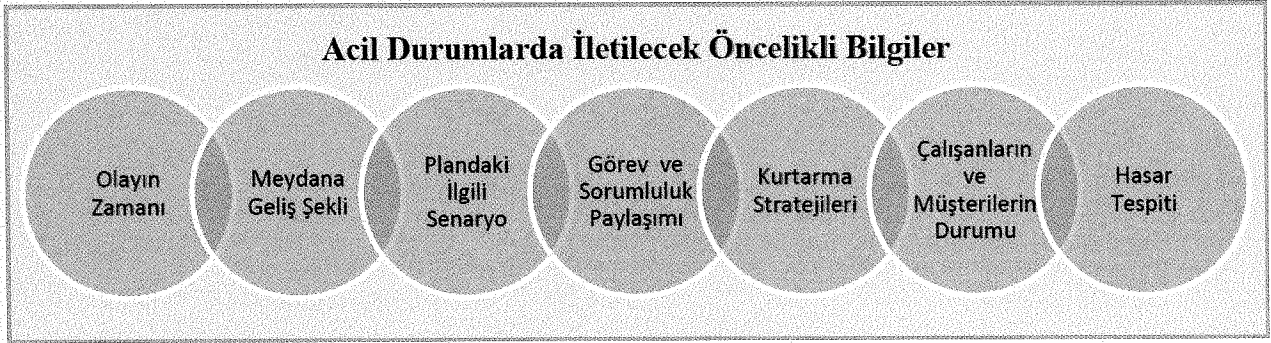 Acil Durumlarda İletilecek Öncelikli Bilgiler
Olayın
Zamanı
Meydana
Geliş Şekli
Plandaki
İlgili
Senaryo
Görev ve
Sorumluluk
Paylaşımı
Kurtarma
Stratejileri
Çalışanların
ve
Müşterilerin
Durumu
Hasar
Tespiti